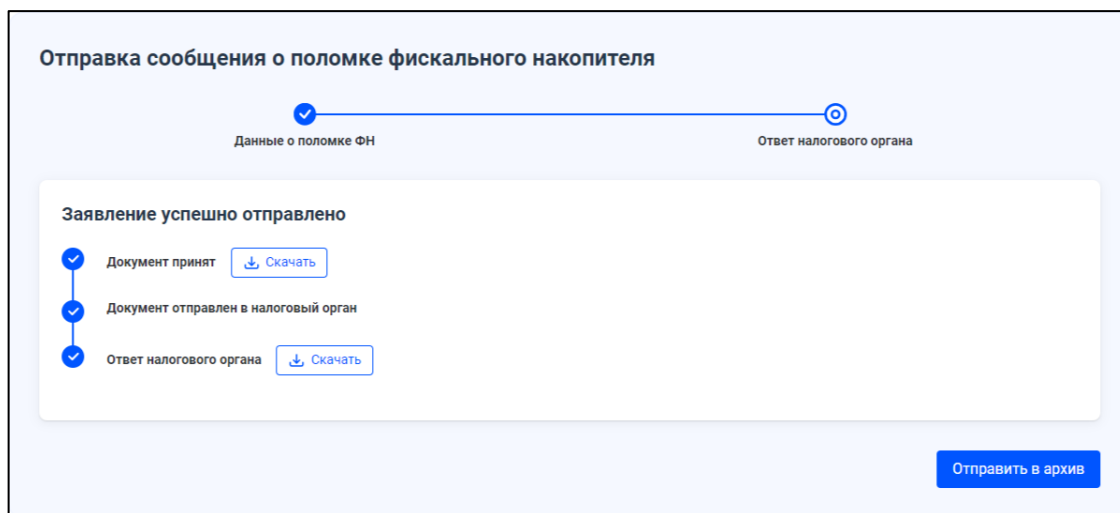 Отправка сообщения о поломке фискального накопителя
Данные о поломке ФН
Ответ налогового органа
Заявление успешно отправлено
Документ принят
Скачать
Документ отправлен в налоговый орган
Ответ налогового органа
Скачать
Отправить в архив